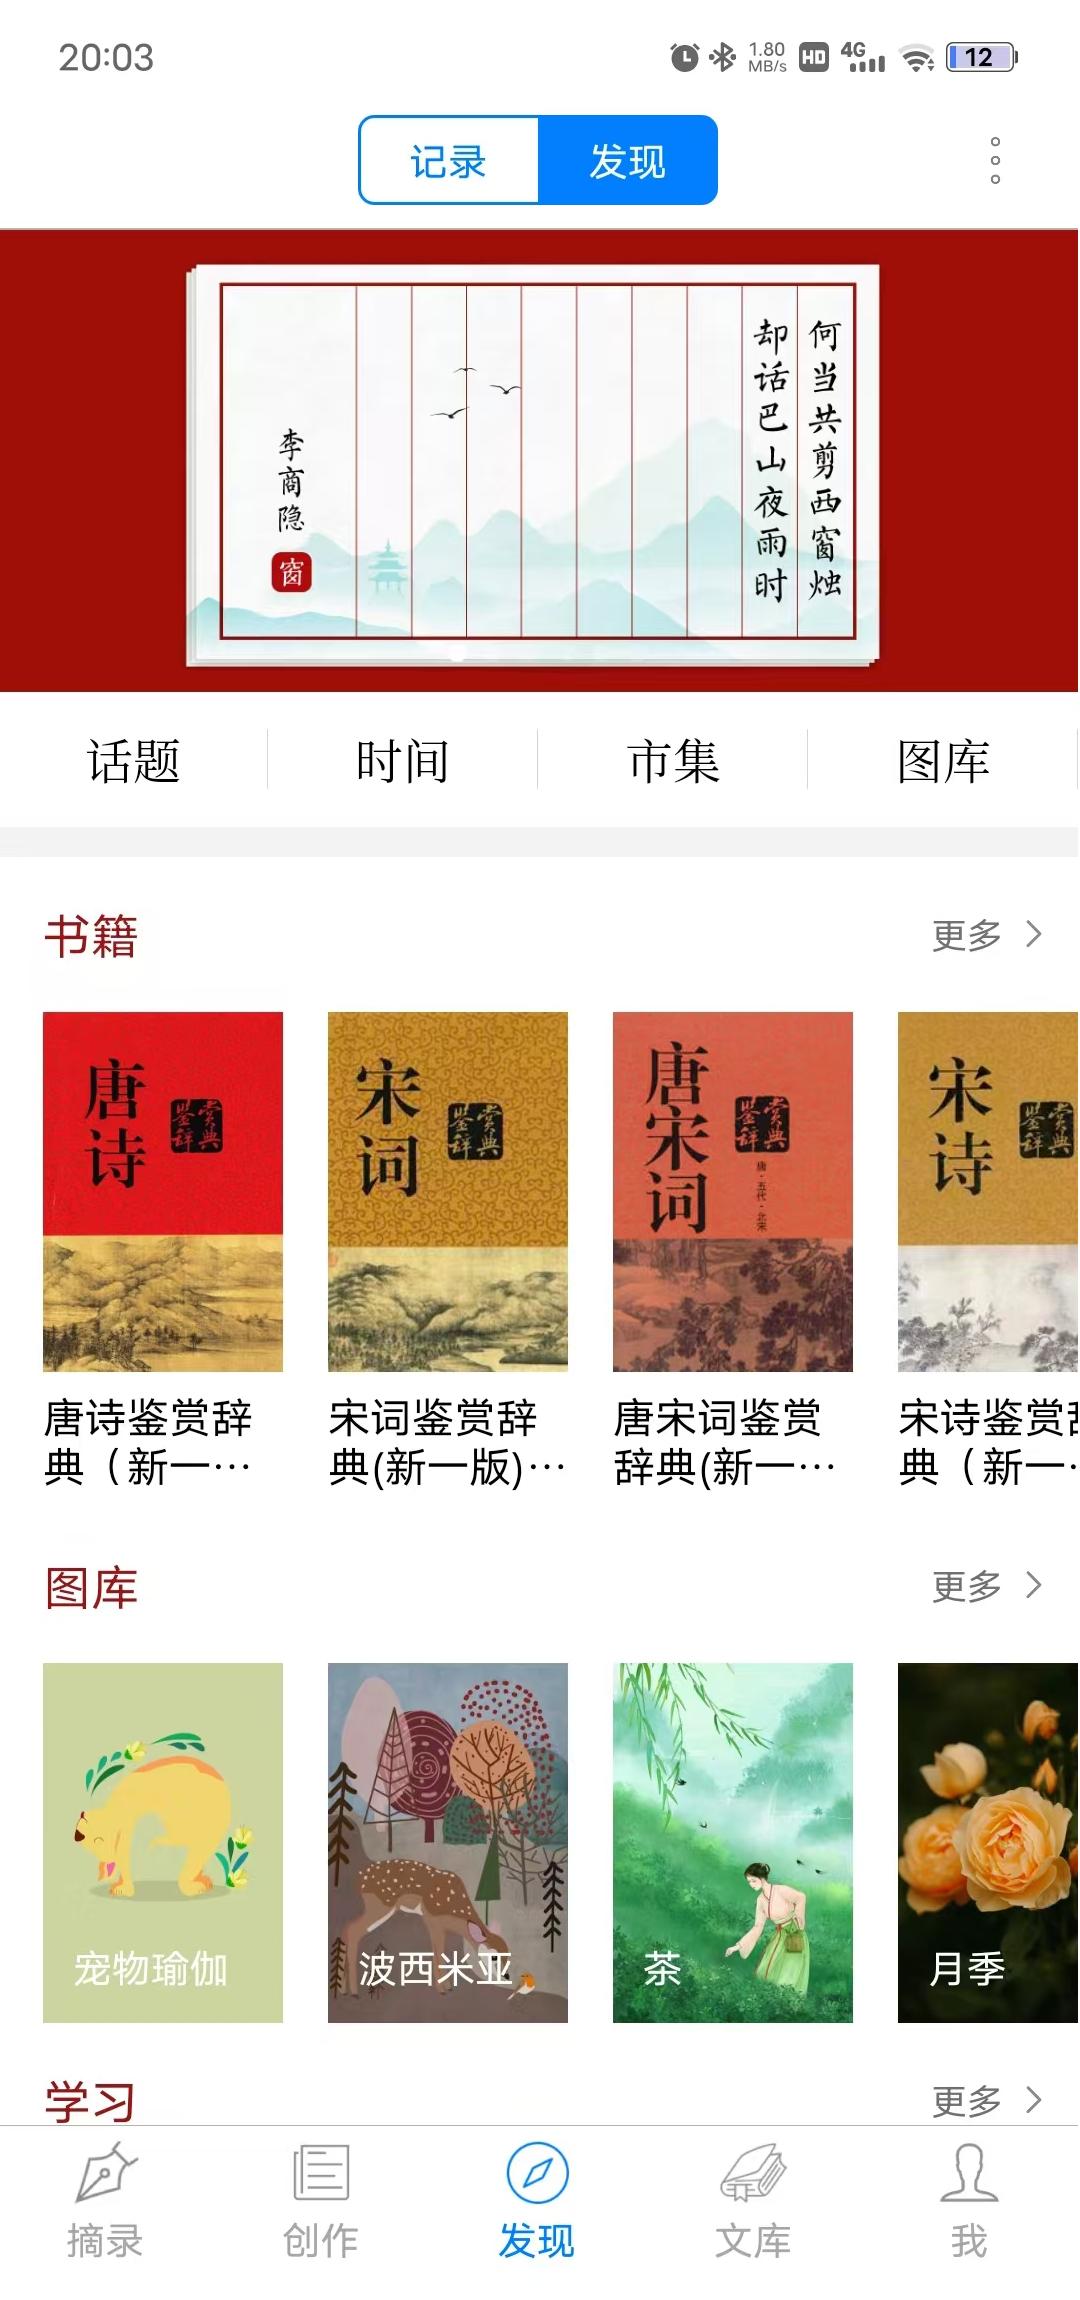 20:03
1.80
MB/s
HD
4G
12
记录
发现
何当共剪西窗烛
却话巴山夜雨时
李商隐
窗
话题
时间
市集
图库
书籍
更多
唐诗
鉴赏辞典
宋词
鉴赏辞典
唐宋词
鉴赏辞典
唐·五代·北宋
宋诗
鉴赏辞典
唐诗鉴赏辞
典（新一…
宋词鉴赏辞
典(新一版)…
唐宋词鉴赏
辞典(新一…
宋诗鉴赏辞
典（新一…
图库
更多
宠物瑜伽
波西米亚
茶
月季
学习
更多
摘录
创作
发现
文库
我